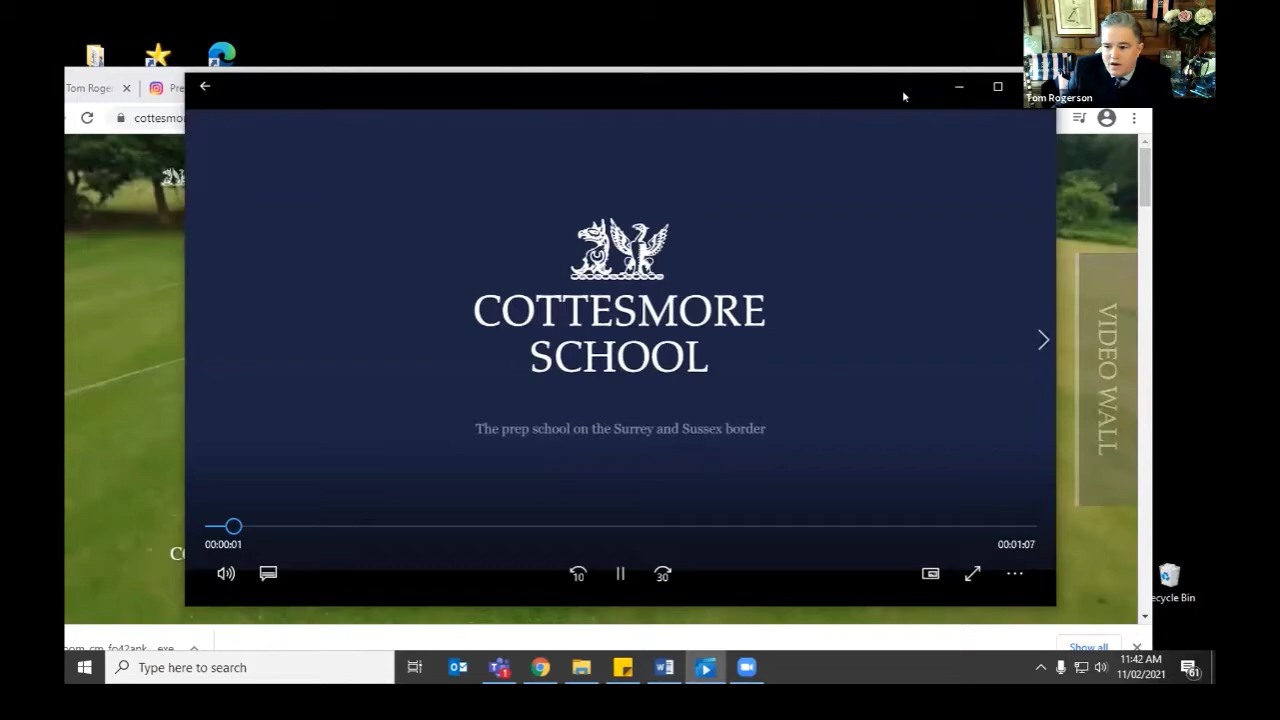 Tom Rogerson
Tom Roger
Pre
cottesmo
COTTESMORE
SCHOOL
The prep school on the Surrey and Sussex border
VIDEO WALL
00:00:01
00:01:07
10
30
C
ecycle Bin
Show all
Type here to search
11:42 AM
11/02/2021
61